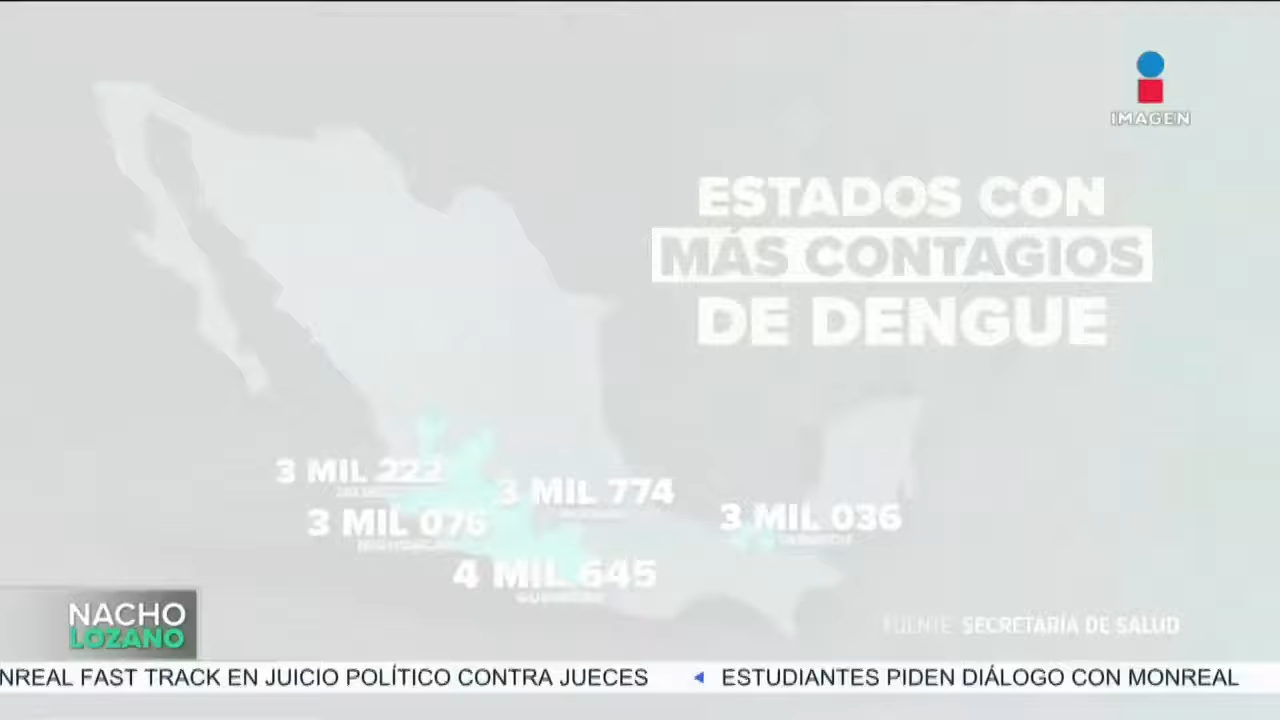 IMAGEN
ESTADOS CON
MÁS CONTAGIOS
DE DENGUE
3 MIL 222
3 MIL 774
3 MIL 076
3 MIL 036
4 MIL 645
GUERRERO
FUENTE SECRETARÍA DE SALUD
NACHO
LOZANO
NREAL FAST TRACK EN JUICIO POLÍTICO CONTRA JUECES ESTUDIANTES PIDEN DIÁLOGO CON MONREAL